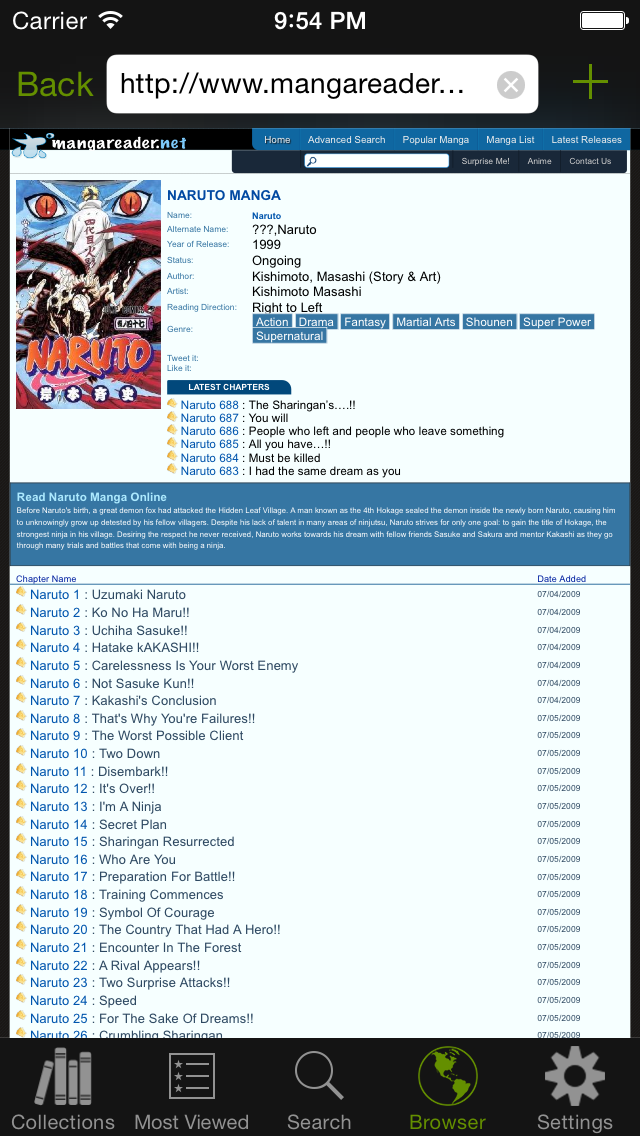 Carrier 9:54 PM
Back http://www.mangareader... +
mangareader.net Home Advanced Search Popular Manga Manga List Latest Releases
Surprise Me! Anime Contact Us
NARUTO MANGA
Name: Naruto
Alternate Name: ???,Naruto
Year of Release: 1999
Status: Ongoing
Author: Kishimoto, Masashi (Story & Art)
Artist: Kishimoto Masashi
Reading Direction: Right to Left
Genre: Action Drama Fantasy Martial Arts Shounen Super Power
Supernatural
Tweet it:
Like it:
四代目火影
NARUTO
岸本斉史
LATEST CHAPTERS
Naruto 688 : The Sharingan's….!!
Naruto 687 : You will
Naruto 686 : People who left and people who leave something
Naruto 685 : All you have…!!
Naruto 684 : Must be killed
Naruto 683 : I had the same dream as you
Read Naruto Manga Online
Before Naruto's birth, a great demon fox had attacked the Hidden Leaf Village. A man known as the 4th Hokage sealed the demon inside the newly born Naruto, causing him
to unknowingly grow up detested by his fellow villagers. Despite his lack of talent in many areas of ninjutsu, Naruto strives for only one goal: to gain the title of Hokage, the
strongest ninja in his village. Desiring the respect he never received, Naruto works towards his dream with fellow friends Sasuke and Sakura and mentor Kakashi as they go
through many trials and battles that come with being a ninja.
Chapter Name Date Added
Naruto 1 : Uzumaki Naruto 07/04/2009
Naruto 2 : Ko No Ha Maru!! 07/04/2009
Naruto 3 : Uchiha Sasuke!! 07/04/2009
Naruto 4 : Hatake kAKASHI!! 07/04/2009
Naruto 5 : Carelessness Is Your Worst Enemy 07/04/2009
Naruto 6 : Not Sasuke Kun!! 07/04/2009
Naruto 7 : Kakashi's Conclusion 07/04/2009
Naruto 8 : That's Why You're Failures!! 07/05/2009
Naruto 9 : The Worst Possible Client 07/05/2009
Naruto 10 : Two Down 07/05/2009
Naruto 11 : Disembark!! 07/05/2009
Naruto 12 : It's Over!! 07/05/2009
Naruto 13 : I'm A Ninja 07/05/2009
Naruto 14 : Secret Plan 07/05/2009
Naruto 15 : Sharingan Resurrected 07/05/2009
Naruto 16 : Who Are You 07/05/2009
Naruto 17 : Preparation For Battle!! 07/05/2009
Naruto 18 : Training Commences 07/05/2009
Naruto 19 : Symbol Of Courage 07/05/2009
Naruto 20 : The Country That Had A Hero!! 07/05/2009
Naruto 21 : Encounter In The Forest 07/05/2009
Naruto 22 : A Rival Appears!! 07/05/2009
Naruto 23 : Two Surprise Attacks!! 07/05/2009
Naruto 24 : Speed 07/05/2009
Naruto 25 : For The Sake Of Dreams!! 07/05/2009
Naruto 26 : Crumbling Sharingan 07/05/2009
Collections Most Viewed Search Browser Settings